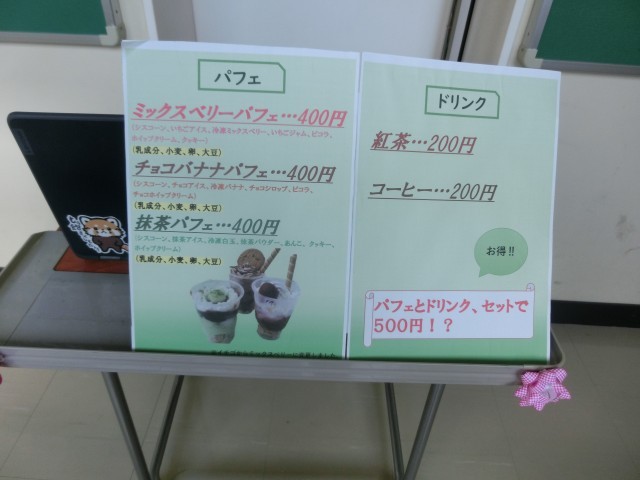 パフェ
ミックスベリーパフェ…400円
(シスコーン、いちごアイス、冷凍ミックスベリー、いちごジャム、ピコラ、
ホイップクリーム、クッキー)
(乳成分、小麦、卵、大豆)
チョコバナナパフェ…400円
(シスコーン、チョコアイス、冷凍バナナ、チョコシロップ、ピコラ、
チョコホイップクリーム)
(乳成分、小麦、卵、大豆)
抹茶パフェ…400円
(シスコーン、抹茶アイス、冷凍白玉、抹茶パウダー、あんこ、クッキー、
ホイップクリーム)
(乳成分、小麦、卵、大豆)
ドリンク
紅茶…200円
コーヒー…200円
お得!!
パフェとドリンク、セットで
500円!?